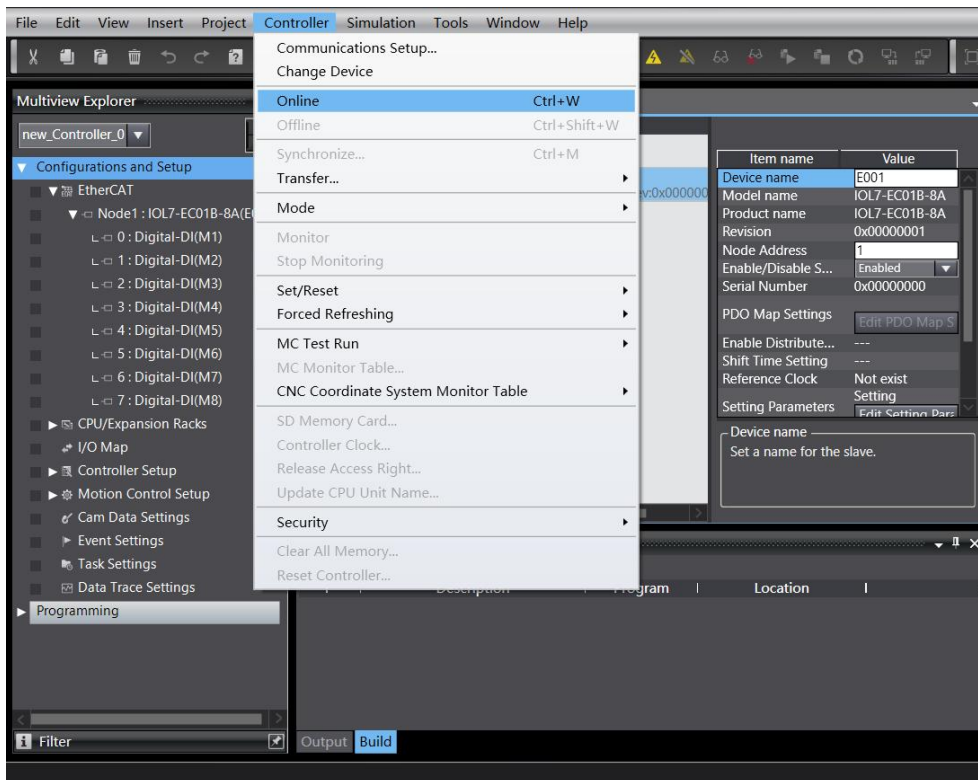 File Edit View Insert Project Controller Simulation Tools Window Help
Communications Setup...
Change Device
Online Ctrl+W
Offline Ctrl+Shift+W
Synchronize... Ctrl+M
Transfer...
Mode
Monitor
Stop Monitoring
Set/Reset
Forced Refreshing
MC Test Run
MC Monitor Table...
CNC Coordinate System Monitor Table
SD Memory Card...
Controller Clock...
Release Access Right...
Update CPU Unit Name...
Security
Clear All Memory...
Reset Controller...
Multiview Explorer
new_Controller_0
Configurations and Setup
EtherCAT
Node1 : IOL7-EC01B-8A(E
0 : Digital-DI(M1)
1 : Digital-DI(M2)
2 : Digital-DI(M3)
3 : Digital-DI(M4)
4 : Digital-DI(M5)
5 : Digital-DI(M6)
6 : Digital-DI(M7)
7 : Digital-DI(M8)
CPU/Expansion Racks
I/O Map
Controller Setup
Motion Control Setup
Cam Data Settings
Event Settings
Task Settings
Data Trace Settings
Programming
Filter
v:0x000000
Item name Value
Device name E001
Model name IOL7-EC01B-8A
Product name IOL7-EC01B-8A
Revision 0x00000001
Node Address 1
Enable/Disable S... Enabled
Serial Number 0x00000000
PDO Map Settings Edit PDO Map S
Enable Distribute... ---
Shift Time Setting ---
Reference Clock Not exist
Setting
Setting Parameters Edit Setting Para
Device name
Set a name for the slave.
Description Program Location
Output Build